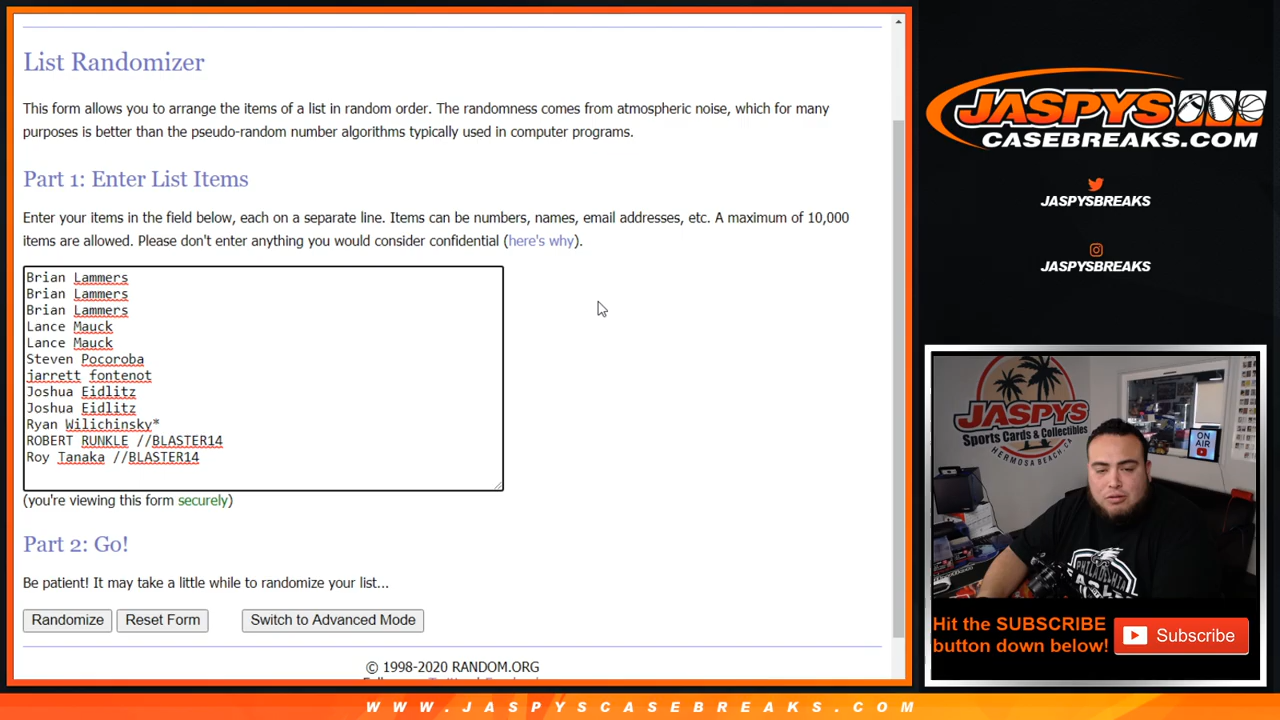 List Randomizer
This form allows you to arrange the items of a list in random order. The randomness comes from atmospheric noise, which for many
purposes is better than the pseudo-random number algorithms typically used in computer programs.
Part 1: Enter List Items
Enter your items in the field below, each on a separate line. Items can be numbers, names, email addresses, etc. A maximum of 10,000
items are allowed. Please don't enter anything you would consider confidential (here's why).
Brian Lammers
Brian Lammers
Brian Lammers
Lance Mauck
Lance Mauck
Steven Pocoroba
jarrett fontenot
Joshua Eidlitz
Joshua Eidlitz
Ryan Wilichinsky*
ROBERT RUNKLE //BLASTER14
Roy Tanaka //BLASTER14
(you're viewing this form securely)
Part 2: Go!
Be patient! It may take a little while to randomize your list...
Randomize
Reset Form
Switch to Advanced Mode
© 1998-2020 RANDOM.ORG
JASPYS
CASEBREAKS.COM
JASPYSBREAKS
JASPYSBREAKS
JASPYS
Sports Cards & Collectibles
HERMOSA BEACH, CA
ON
AIR
PHILADELPHIA
EAGLES
Hit the SUBSCRIBE
button down below!
Subscribe
WWW.JASPYSCASEBREAKS.COM